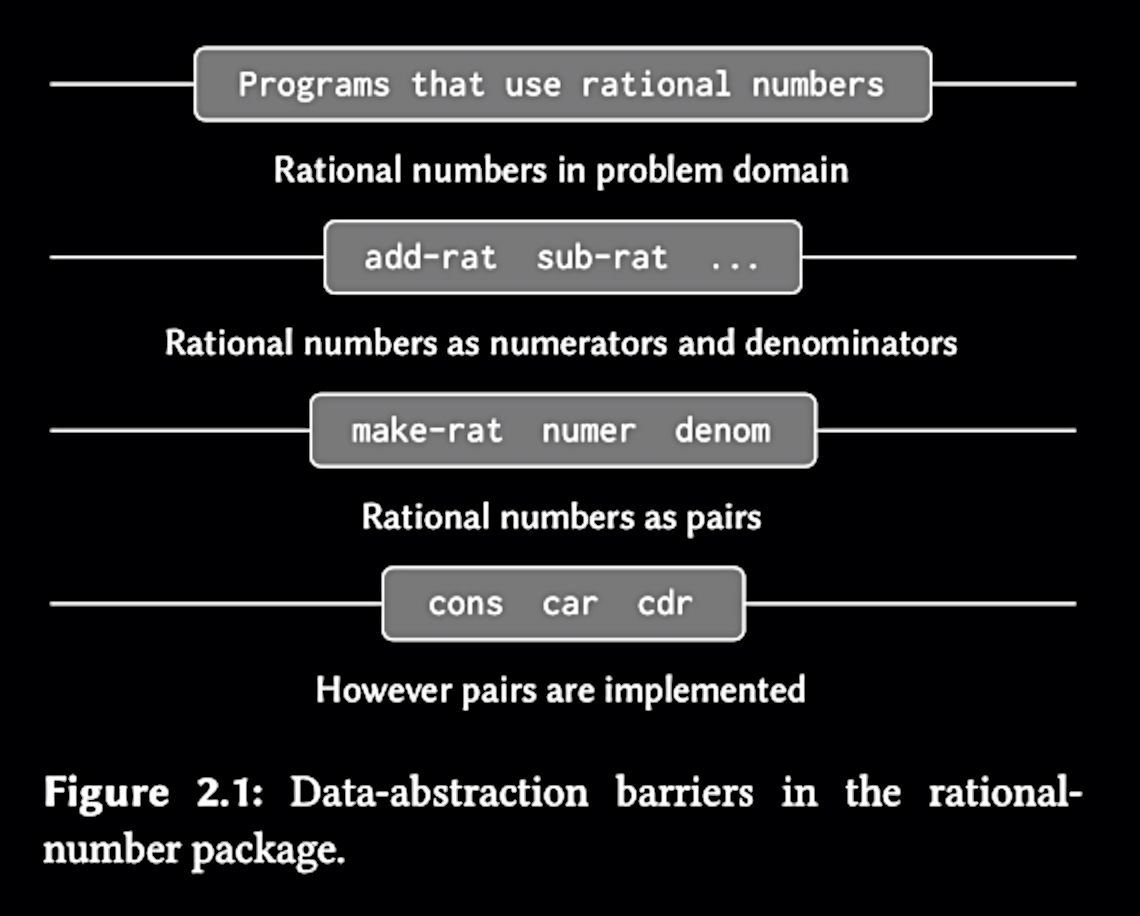 Programs that use rational numbers
Rational numbers in problem domain
add-rat sub-rat ...
Rational numbers as numerators and denominators
make-rat numer denom
Rational numbers as pairs
cons car cdr
However pairs are implemented
Figure 2.1: Data-abstraction barriers in the rational-
number package.